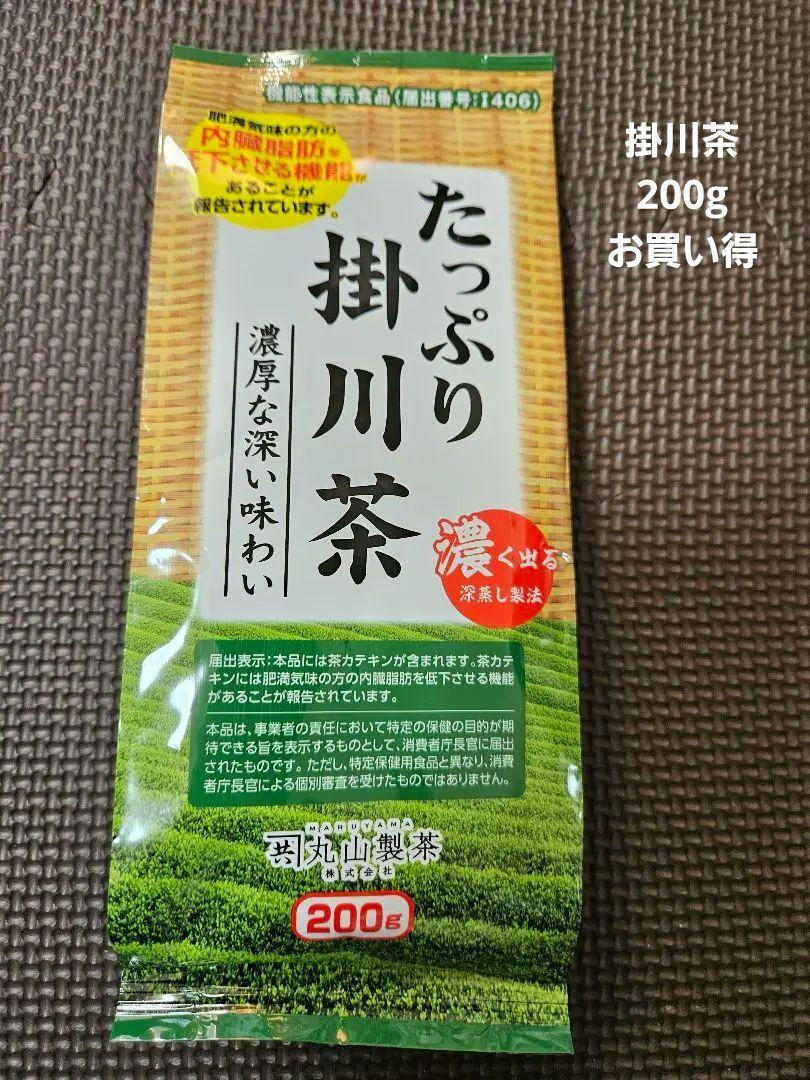 機能性表示食品(届出番号:I406)
肥満気味の方の
内臓脂肪を
低下させる機能が
あることが
報告されています。
掛川茶
200g
お買い得
たっぷり
掛川茶
濃厚な深い味わい
濃く出る
深蒸し製法
届出表示:本品には茶カテキンが含まれます。茶カテ
キンには肥満気味の方の内臓脂肪を低下させる機能
があることが報告されています。
本品は、事業者の責任において特定の保健の目的が期
待できる旨を表示するものとして、消費者庁長官に届出
されたものです。ただし、特定保健用食品と異なり、消費
者庁長官による個別審査を受けたものではありません。
MARUYAMA
共 丸山製茶
株式会社
200g